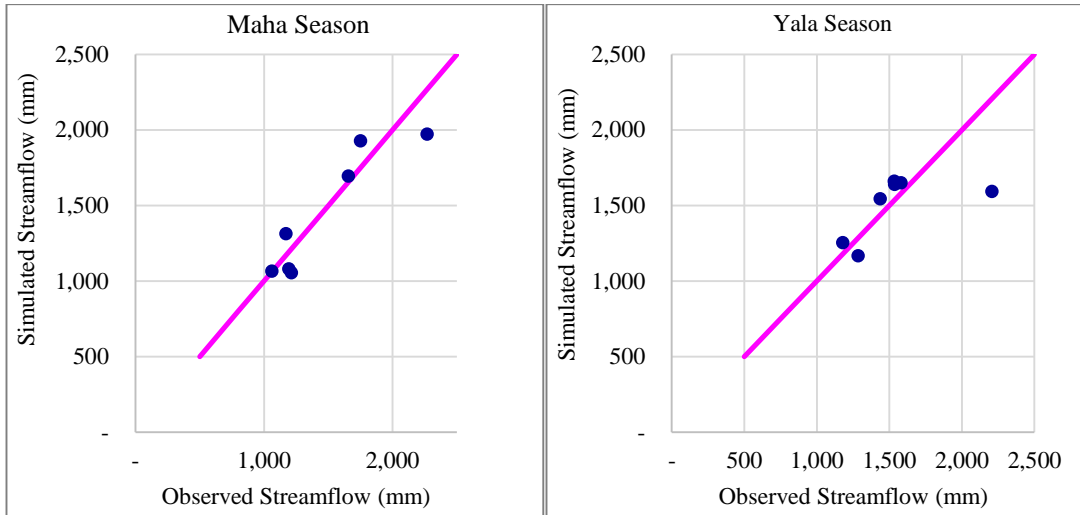 Maha Season
Simulated Streamflow (mm)
2,500
2,000
1,500
1,000
500
-
- 1,000 2,000
Observed Streamflow (mm)
Yala Season
Simulated Streamflow (mm)
2,500
2,000
1,500
1,000
500
-
- 500 1,000 1,500 2,000 2,500
Observed Streamflow (mm)